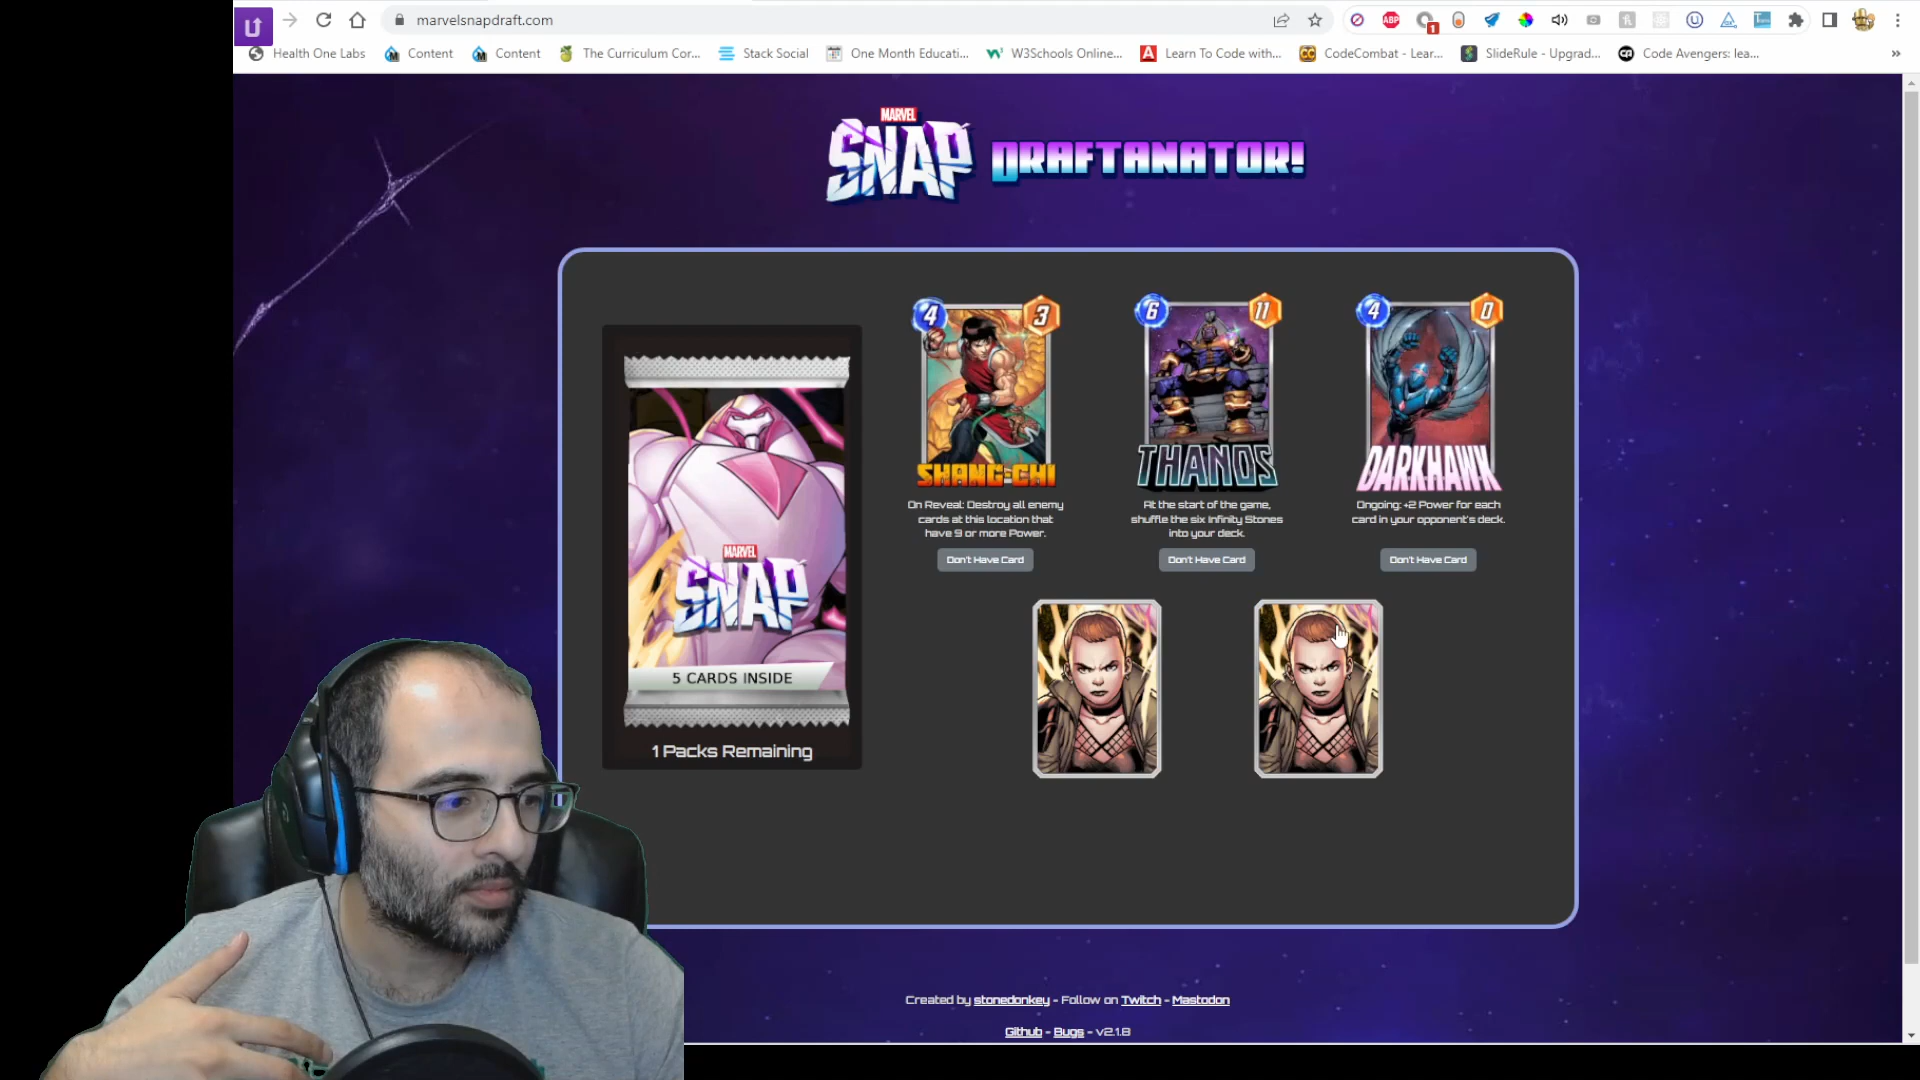 marvelsnapdraft.com
Health One Labs
Content
Content
The Curriculum Cor...
Stack Social
One Month Educati...
W3Schools Online...
Learn To Code with...
CodeCombat - Lear...
SlideRule - Upgrad...
Code Avengers: lea...
ABP
1
MARVEL
SNAP
DRAFTANATOR!
4
3
SHANG-CHI
On Reveal: Destroy all enemy
cards at this location that
have 9 or more Power.
Don't Have Card
6
11
THANOS
At the start of the game,
shuffle the six Infinity Stones
into your deck.
Don't Have Card
4
0
DARKHAWK
Ongoing: +2 Power for each
card in your opponent's deck.
Don't Have Card
MARVEL
SNAP
5 CARDS INSIDE
1 Packs Remaining
Created by stonedonkey - Follow on Twitch - Mastodon
Github - Bugs - v2.1.8